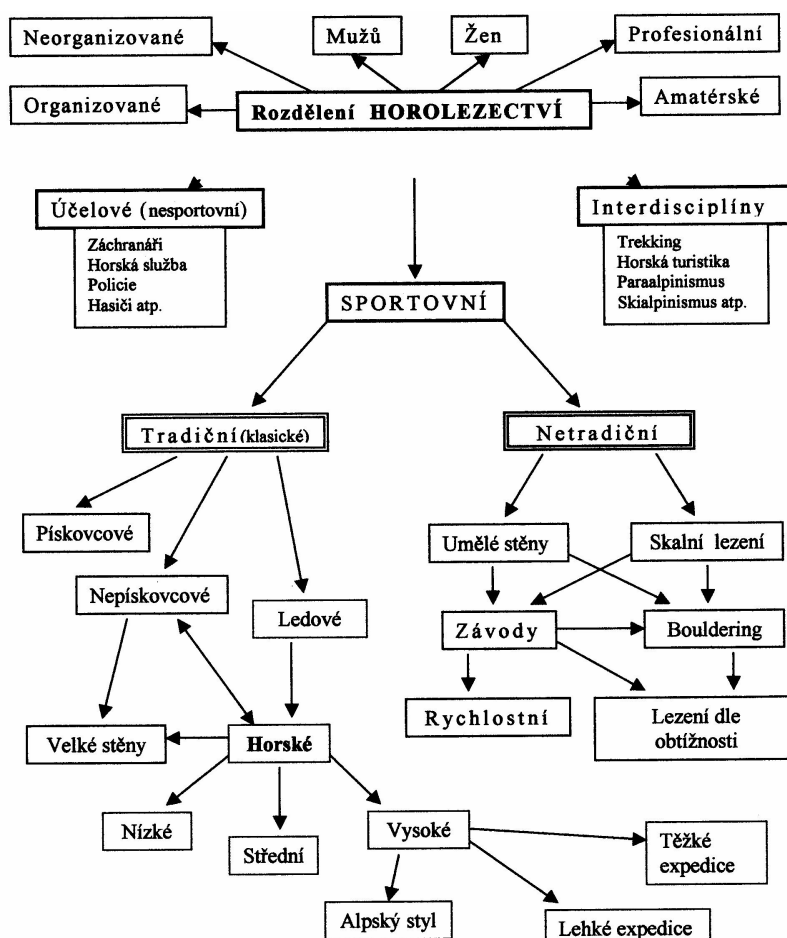 Neorganizované
Mužů
Žen
Profesionální
Organizované
Rozdělení HOROLEZECTVÍ
Amatérské
Účelové (nesportovní)
Záchranáři
Horská služba
Policie
Hasiči atp.
Interdisciplíny
Trekking
Horská turistika
Paraalpinismus
Skialpinismus atp.
SPORTOVNÍ
Tradiční (klasické)
Netradiční
Pískovcové
Umělé stěny
Skalní lezení
Nepískovcové
Ledové
Závody
Bouldering
Velké stěny
Horské
Rychlostní
Lezení dle
obtížnosti
Nízké
Střední
Vysoké
Těžké
expedice
Alpský styl
Lehké expedice